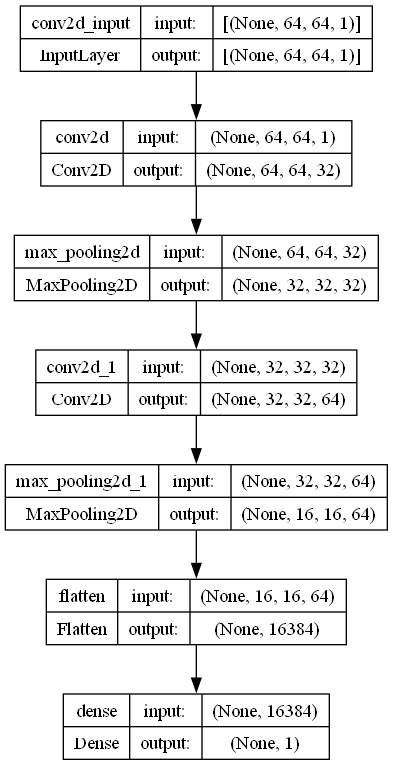 conv2d_input input: [(None, 64, 64, 1)]
InputLayer output: [(None, 64, 64, 1)]
conv2d input: (None, 64, 64, 1)
Conv2D output: (None, 64, 64, 32)
max_pooling2d input: (None, 64, 64, 32)
MaxPooling2D output: (None, 32, 32, 32)
conv2d_1 input: (None, 32, 32, 32)
Conv2D output: (None, 32, 32, 64)
max_pooling2d_1 input: (None, 32, 32, 64)
MaxPooling2D output: (None, 16, 16, 64)
flatten input: (None, 16, 16, 64)
Flatten output: (None, 16384)
dense input: (None, 16384)
Dense output: (None, 1)